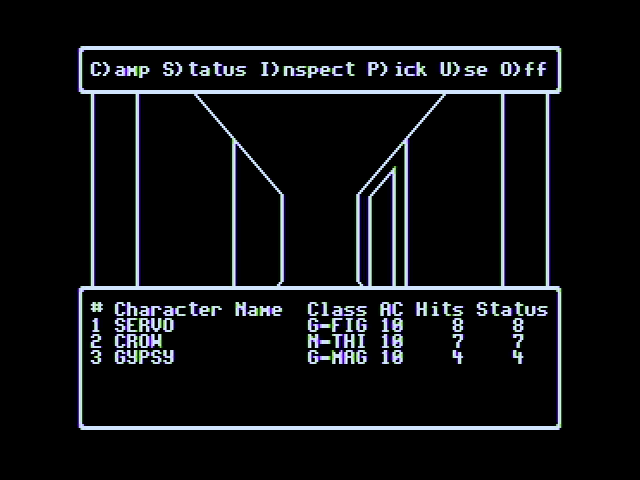 C)amp S)tatus I)nspect P)ick U)se O)ff
# Character Name Class AC Hits Status
1 SERVO G-FIG 10 8 8
2 CROW N-THI 10 7 7
3 GYPSY G-MAG 10 4 4